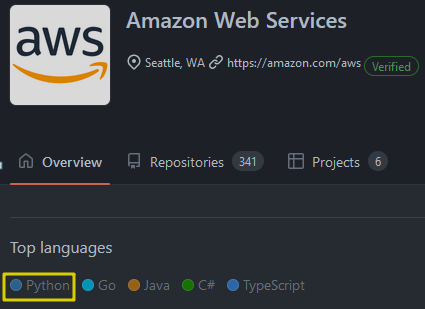 aws
Amazon Web Services
Seattle, WA https://amazon.com/aws Verified
Overview Repositories 341 Projects 6
Top languages
Python Go Java C# TypeScript